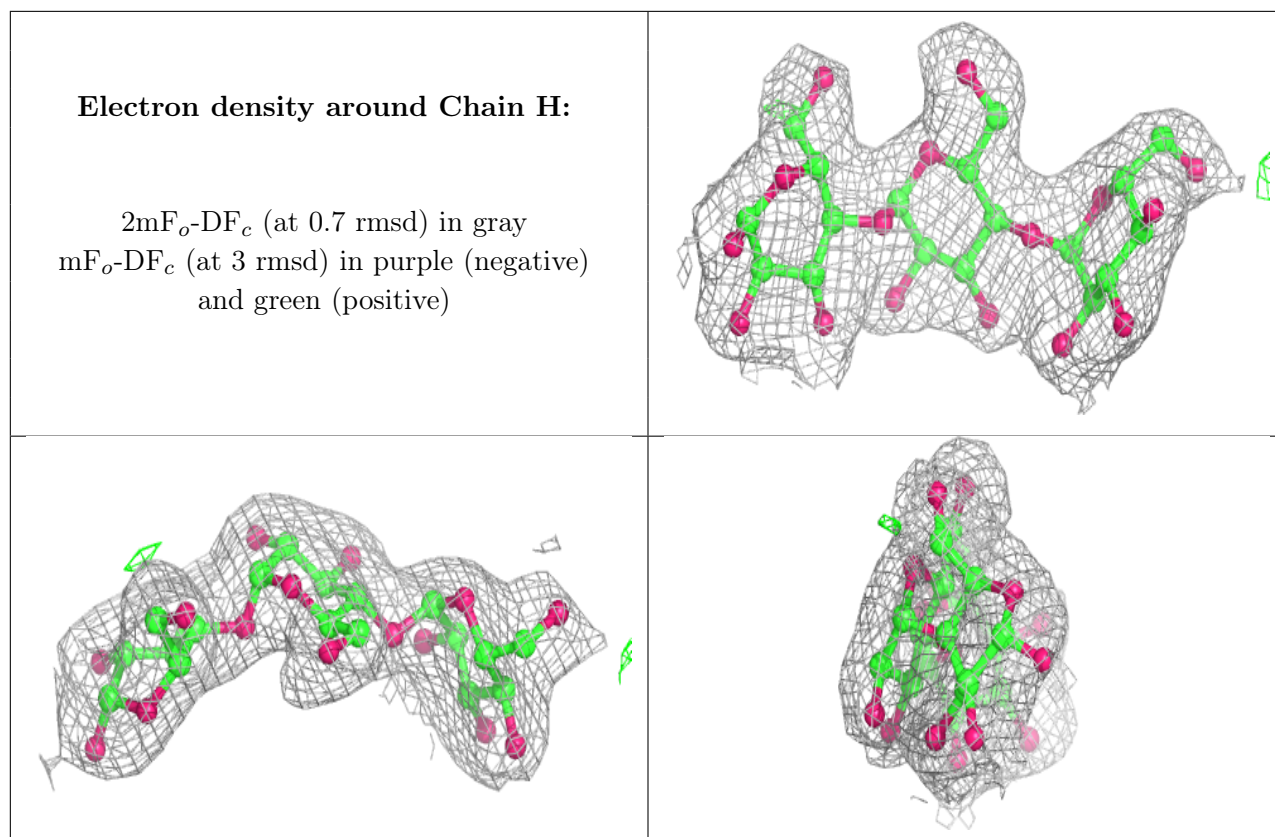 Electron density around Chain H:
2mFo-DFc (at 0.7 rmsd) in gray
mFo-DFc (at 3 rmsd) in purple (negative)
and green (positive)